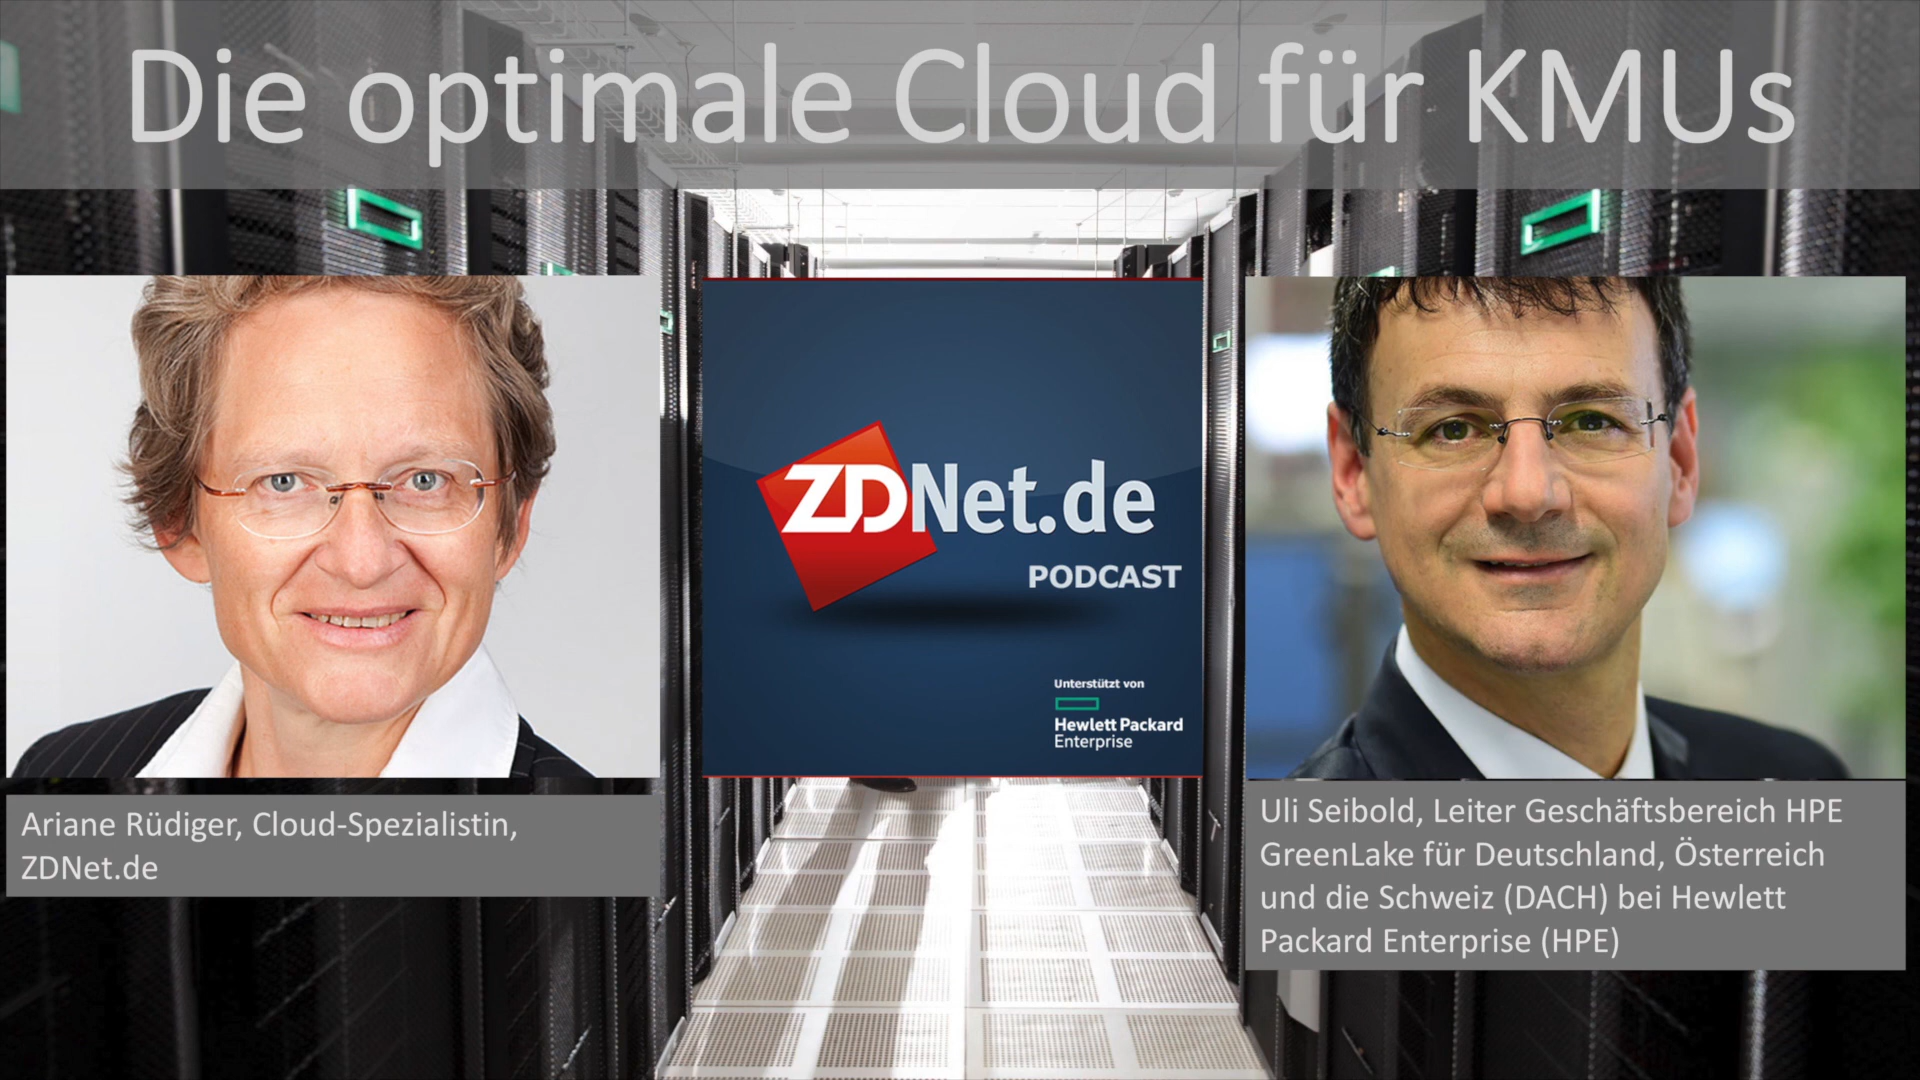 Die optimale Cloud für KMUs
ZDNet.de
PODCAST
Unterstützt von
Hewlett Packard
Enterprise
Ariane Rüdiger, Cloud-Spezialistin,
ZDNet.de
Uli Seibold, Leiter Geschäftsbereich HPE
GreenLake für Deutschland, Österreich
und die Schweiz (DACH) bei Hewlett
Packard Enterprise (HPE)